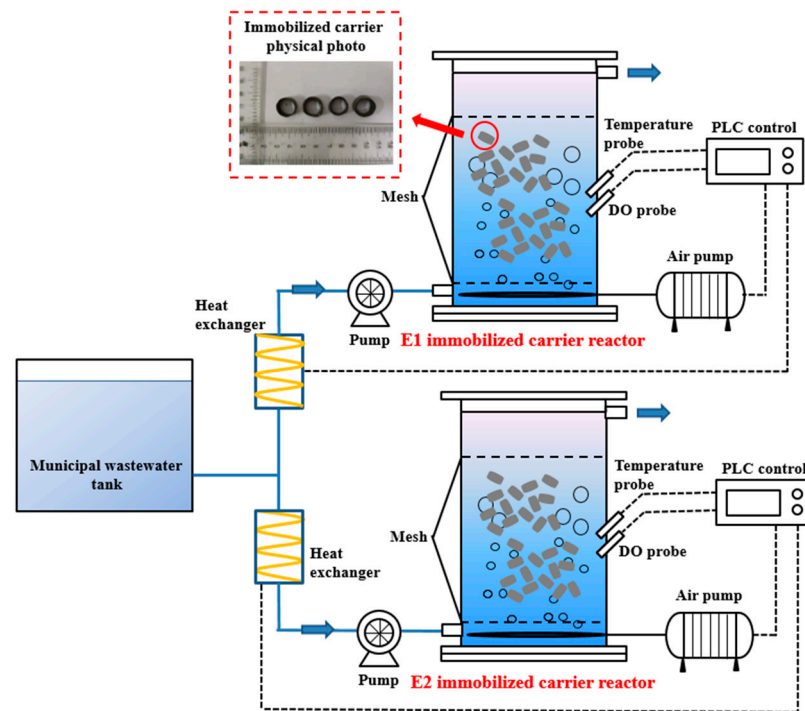 Immobilized carrier
physical photo
Temperature
probe
PLC control
Mesh
DO probe
Air pump
Heat
exchanger
Pump
E1 immobilized carrier reactor
Municipal wastewater
tank
Temperature
probe
PLC control
Mesh
DO probe
Heat
exchanger
Air pump
Pump
E2 immobilized carrier reactor